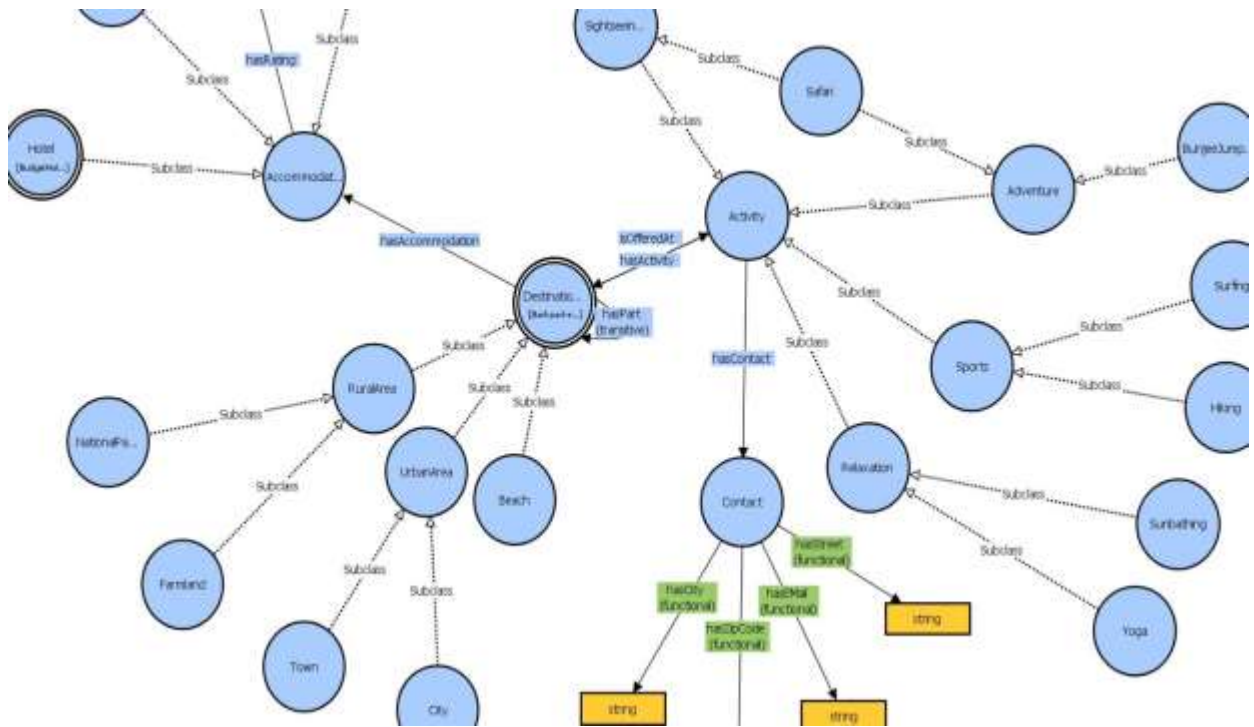 Sightseein...
Subclass
hasRating
Subclass
Subclass
Safari
Subclass
Subclass
BungeeJump...
Hotel
Subclass
Accommodat...
Subclass
Adventure
Subclass
Activity
Subclass
hasAccommodation
isOfferedAt
hasActivity
Subclass
Surfing
Destinatio...
hasPart
(transitive)
Subclass
Subclass
Subclass
hasContact
Sports
RuralArea
Subclass
Subclass
Subclass
Subclass
Hiking
NationalPa...
UrbanArea
Relaxation
Subclass
Beach
Contact
Subclass
Sunbathing
hasStreet
(functional)
Subclass
Farmland
Subclass
Subclass
hasCity
(functional)
hasEMail
(functional)
string
hasZipCode
(functional)
Yoga
Town
City
string
string